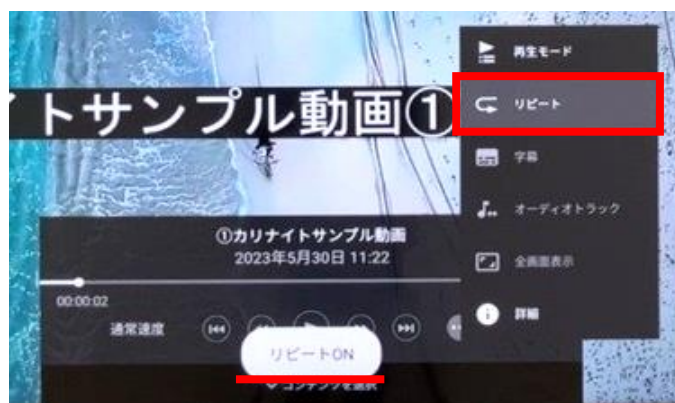 イトサンプル動画①
再生モード
リピート
字幕
オーディオトラック
全画面表示
詳細
①カリナイトサンプル動画
2023年5月30日 11:22
00:00:02
通常速度
リピートON
コンテンツを選択